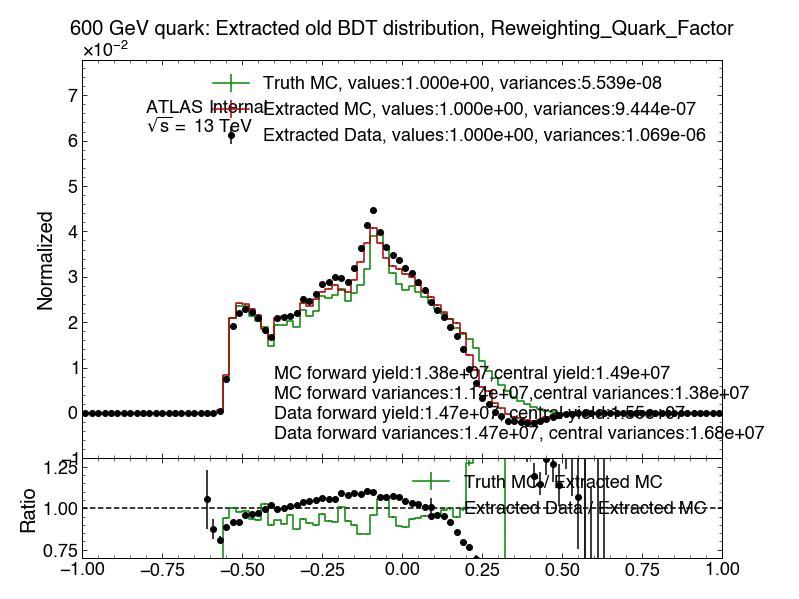 600 GeV quark: Extracted old BDT distribution, Reweighting_Quark_Factor
×10⁻²
Truth MC, values:1.000e+00, variances:5.539e-08
ATLAS Internal
Extracted MC, values:1.000e+00, variances:9.444e-07
√s = 13 TeV
Extracted Data, values:1.000e+00, variances:1.069e-06
Normalized
7
6
5
4
3
2
1
0
−1
MC forward yield:1.38e+07,central yield:1.49e+07
MC forward variances:1.12e+07,central variances:1.38e+07
Data forward yield:1.47e+07, central yield:1.55e+07
Data forward variances:1.47e+07, central variances:1.68e+07
Ratio
1.25
1.00
0.75
Truth MC / Extracted MC
Extracted Data / Extracted MC
−1.00 −0.75 −0.50 −0.25 0.00 0.25 0.50 0.75 1.00